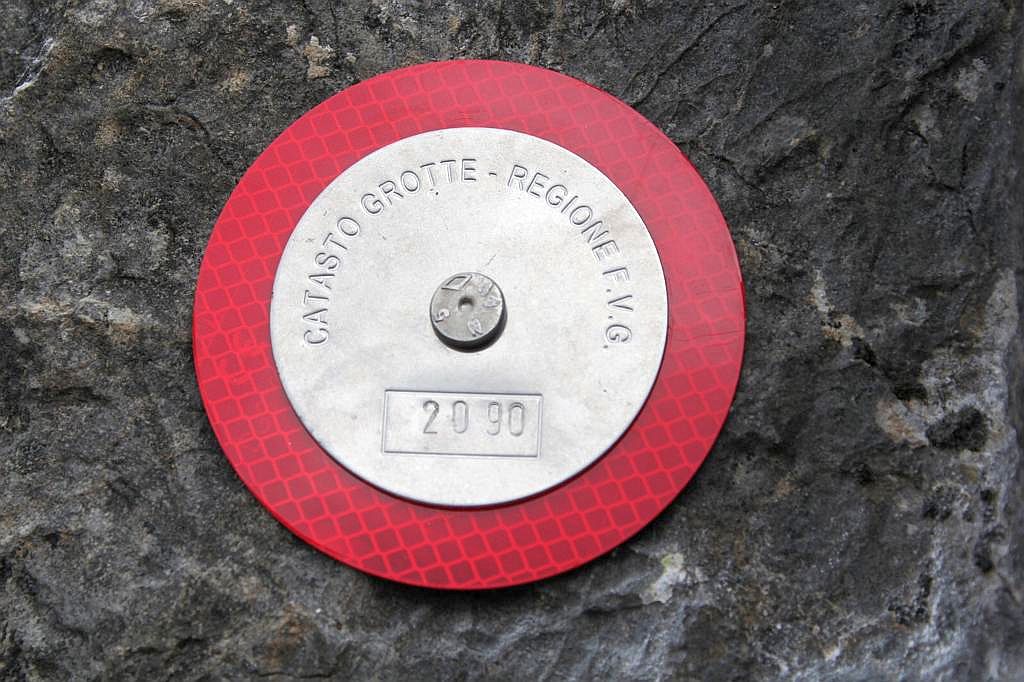 CATASTO GROTTE - REGIONE F.V.G.
2090